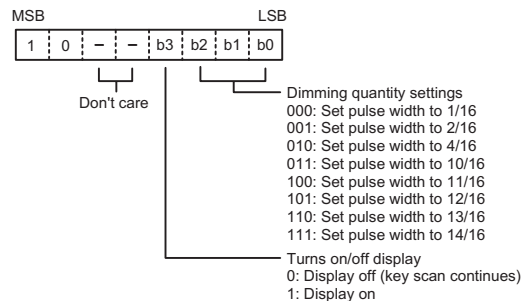 MSB LSB
1 0 – – b3 b2 b1 b0
Don't care
Dimming quantity settings
000: Set pulse width to 1/16
001: Set pulse width to 2/16
010: Set pulse width to 4/16
011: Set pulse width to 10/16
100: Set pulse width to 11/16
101: Set pulse width to 12/16
110: Set pulse width to 13/16
111: Set pulse width to 14/16
Turns on/off display
0: Display off (key scan continues)
1: Display on